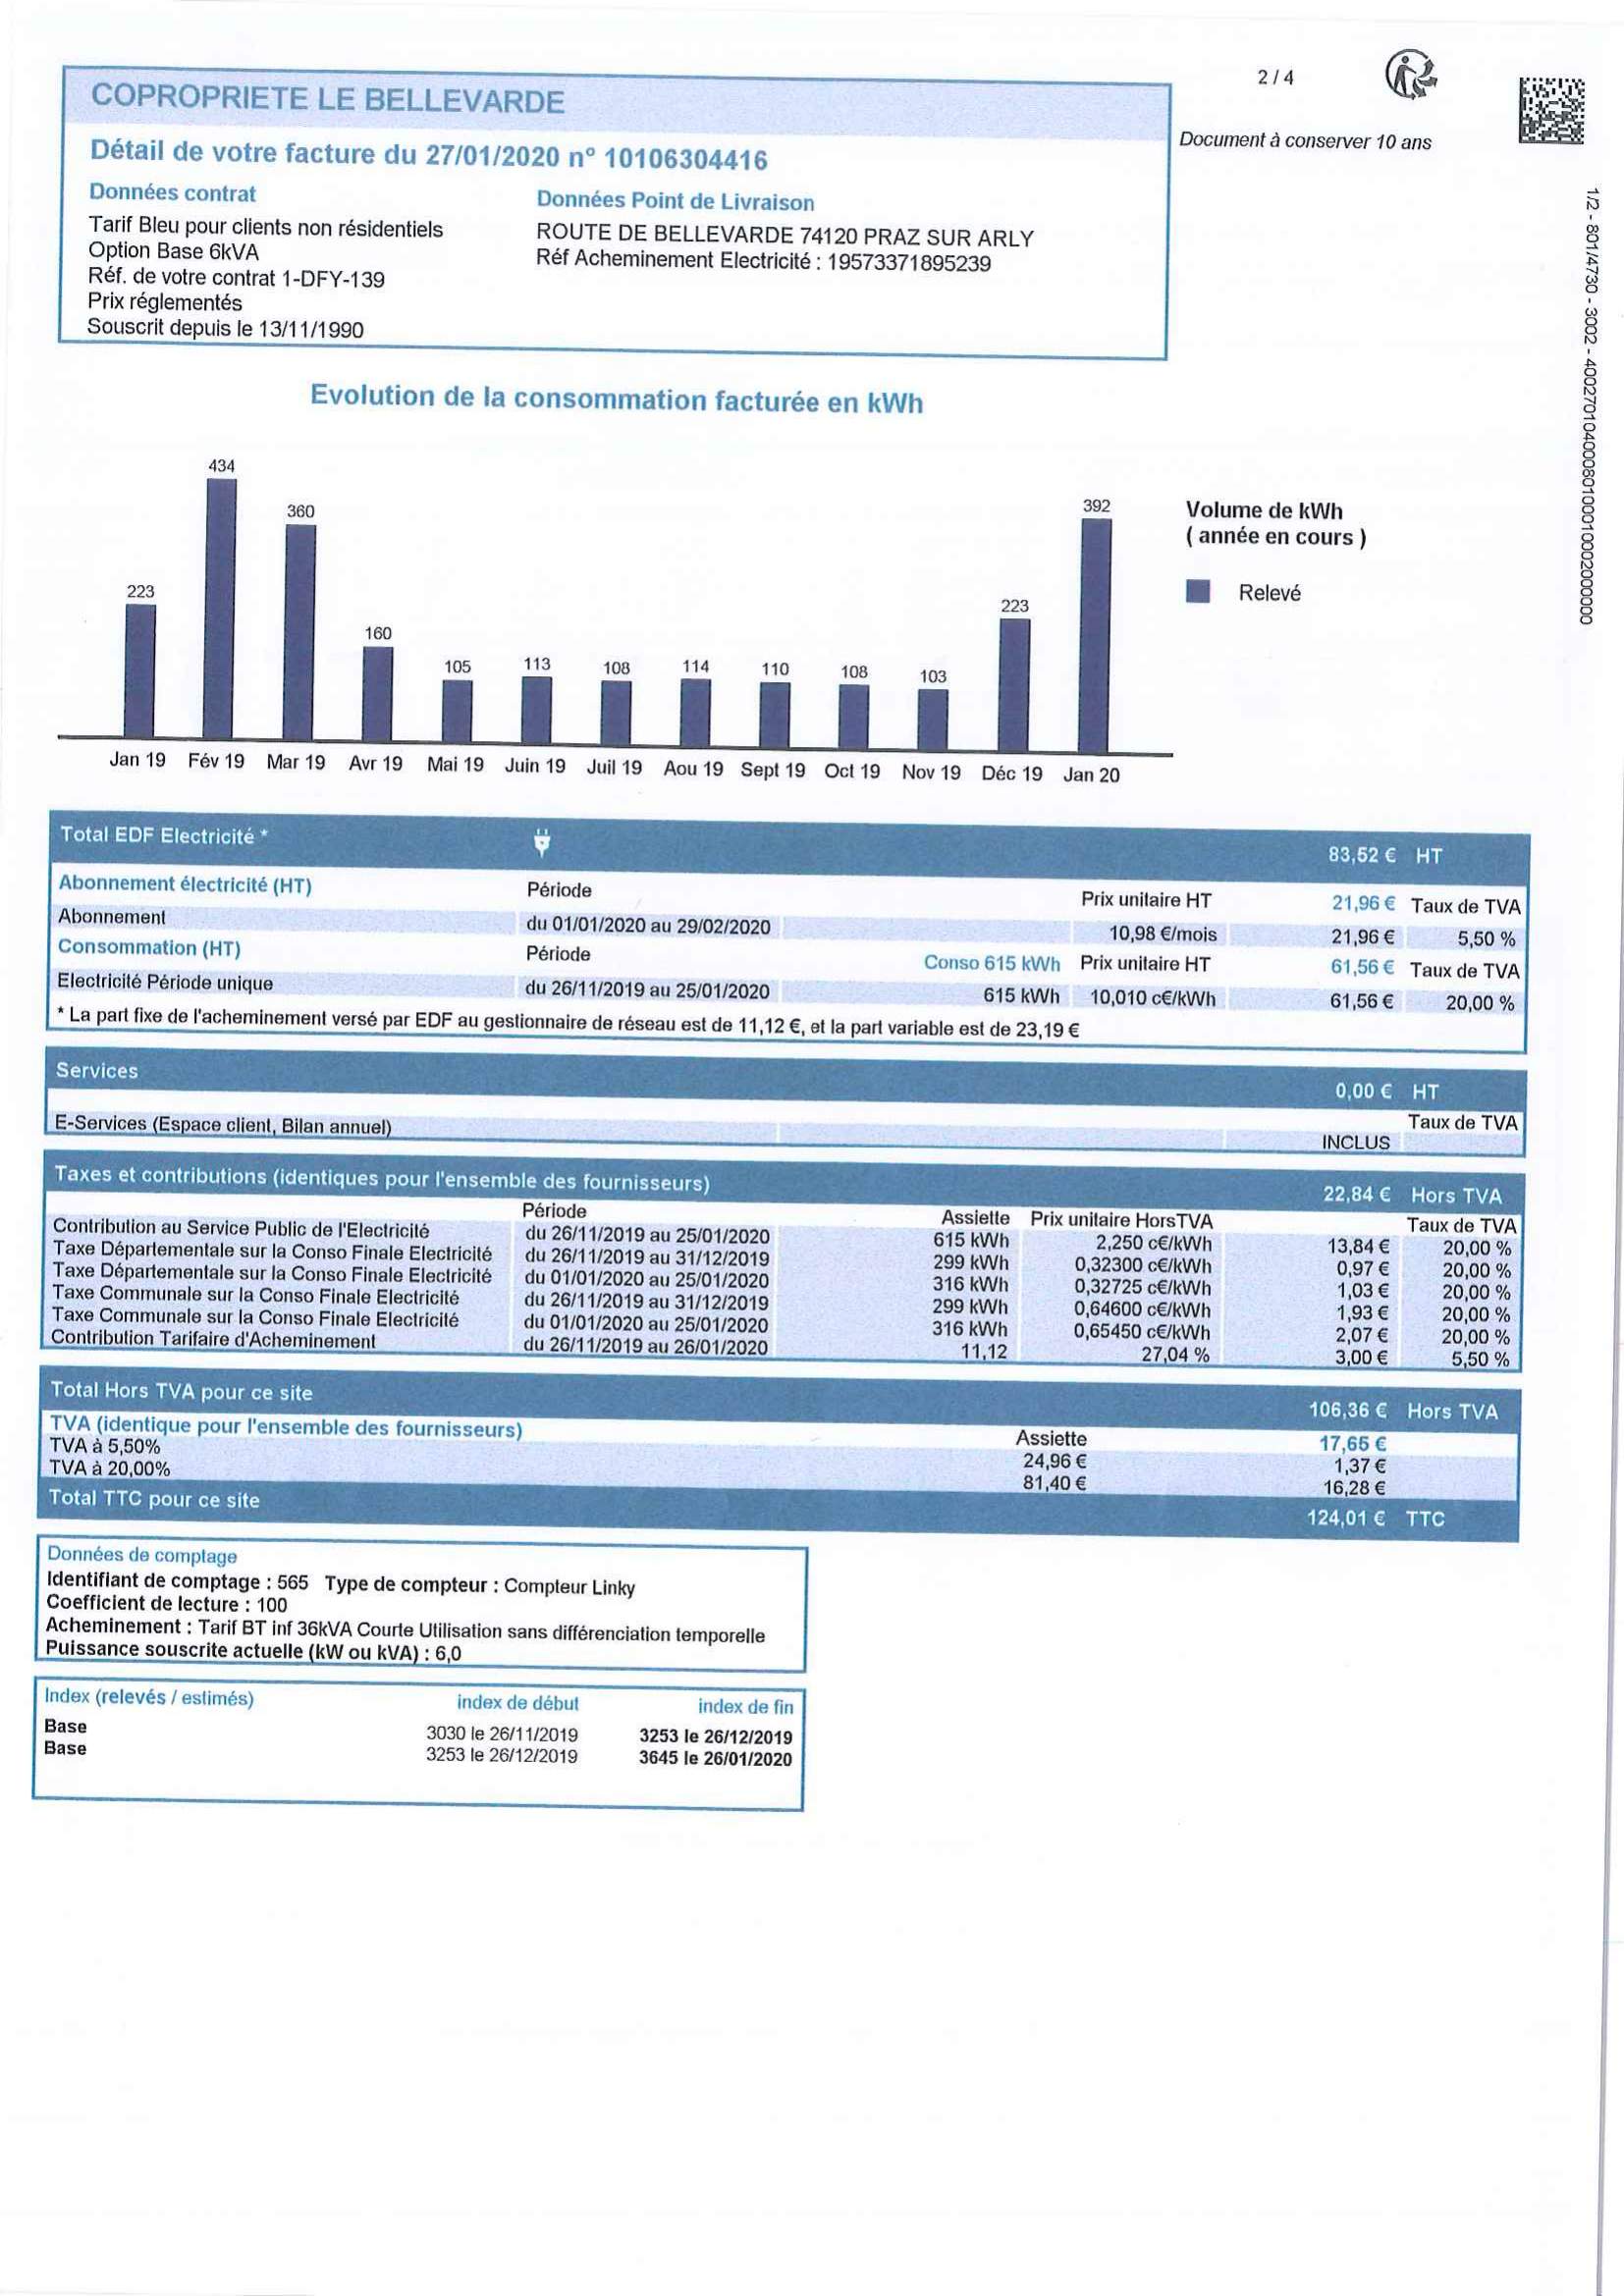 2 / 4
COPROPRIETE LE BELLEVARDE
Document à conserver 10 ans
Détail de votre facture du 27/01/2020 n° 10106304416
Données contrat
Tarif Bleu pour clients non résidentiels
Option Base 6kVA
Réf. de votre contrat 1-DFY-139
Prix réglementés
Souscrit depuis le 13/11/1990
Données Point de Livraison
ROUTE DE BELLEVARDE 74120 PRAZ SUR ARLY
Réf Acheminement Electricité : 19573371895239
Evolution de la consommation facturée en kWh
223 434 360 160 105 113 108 114 110 108 103 223 392
Jan 19 Fév 19 Mar 19 Avr 19 Mai 19 Juin 19 Juil 19 Aou 19 Sept 19 Oct 19 Nov 19 Déc 19 Jan 20
Volume de kWh
( année en cours )
Relevé
Total EDF Electricité * 83,52 € HT
Abonnement électricité (HT) Période Prix unitaire HT 21,96 € Taux de TVA
Abonnement du 01/01/2020 au 29/02/2020 10,98 €/mois 21,96 € 5,50 %
Consommation (HT) Période Conso 615 kWh Prix unitaire HT 61,56 € Taux de TVA
Electricité Période unique du 26/11/2019 au 25/01/2020 615 kWh 10,010 c€/kWh 61,56 € 20,00 %
* La part fixe de l'acheminement versé par EDF au gestionnaire de réseau est de 11,12 €, et la part variable est de 23,19 €
Services 0,00 € HT
Taux de TVA
E-Services (Espace client, Bilan annuel) INCLUS
Taxes et contributions (identiques pour l'ensemble des fournisseurs) 22,84 € Hors TVA
Période Assiette Prix unitaire HorsTVA Taux de TVA
Contribution au Service Public de l'Electricité du 26/11/2019 au 25/01/2020 615 kWh 2,250 c€/kWh 13,84 € 20,00 %
Taxe Départementale sur la Conso Finale Electricité du 26/11/2019 au 31/12/2019 299 kWh 0,32300 c€/kWh 0,97 € 20,00 %
Taxe Départementale sur la Conso Finale Electricité du 01/01/2020 au 25/01/2020 316 kWh 0,32725 c€/kWh 1,03 € 20,00 %
Taxe Communale sur la Conso Finale Electricité du 26/11/2019 au 31/12/2019 299 kWh 0,64600 c€/kWh 1,93 € 20,00 %
Taxe Communale sur la Conso Finale Electricité du 01/01/2020 au 25/01/2020 316 kWh 0,65450 c€/kWh 2,07 € 20,00 %
Contribution Tarifaire d'Acheminement du 26/11/2019 au 26/01/2020 11,12 27,04 % 3,00 € 5,50 %
Total Hors TVA pour ce site 106,36 € Hors TVA
TVA (identique pour l'ensemble des fournisseurs) Assiette 17,65 €
TVA à 5,50% 24,96 € 1,37 €
TVA à 20,00% 81,40 € 16,28 €
Total TTC pour ce site 124,01 € TTC
Données de comptage
Identifiant de comptage : 565 Type de compteur : Compteur Linky
Coefficient de lecture : 100
Acheminement : Tarif BT inf 36kVA Courte Utilisation sans différenciation temporelle
Puissance souscrite actuelle (kW ou kVA) : 6,0
Index (relevés / estimés) index de début index de fin
Base 3030 le 26/11/2019 3253 le 26/12/2019
Base 3253 le 26/12/2019 3645 le 26/01/2020